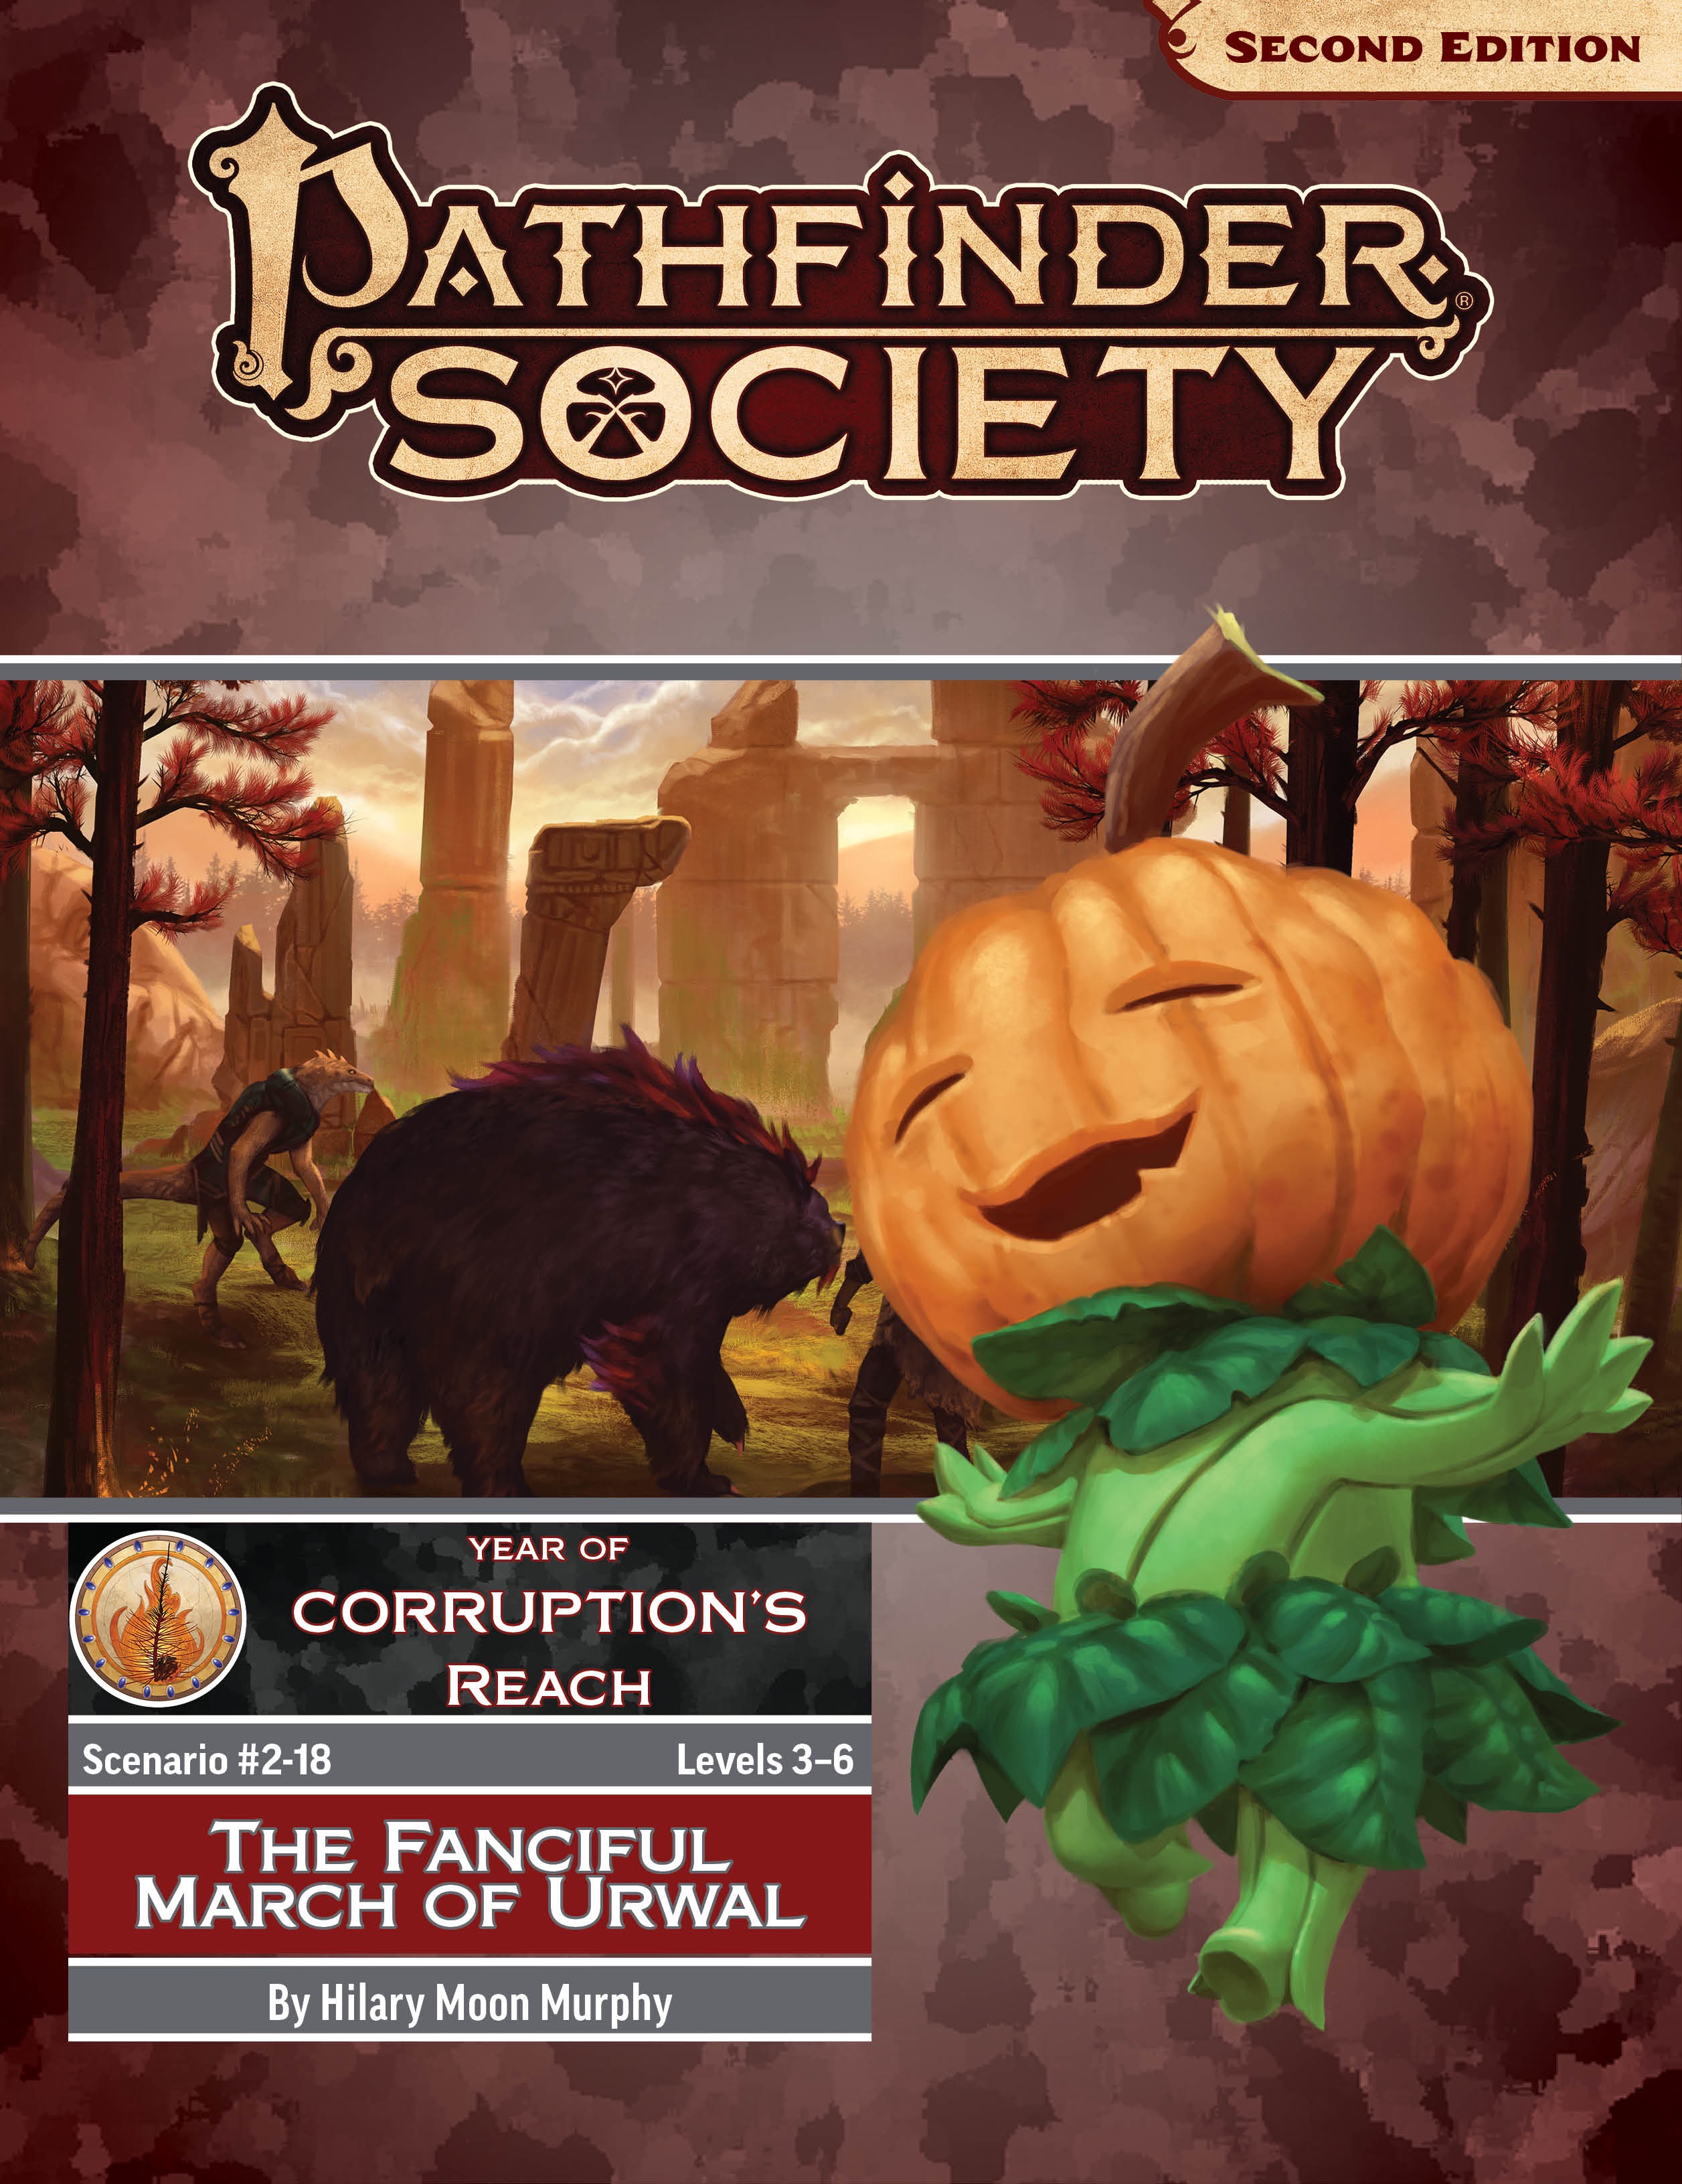 Second Edition
Pathfinder®
Society
Year of
Corruption's
Reach
Scenario #2-18
Levels 3–6
The Fanciful
March of Urwal
By Hilary Moon Murphy